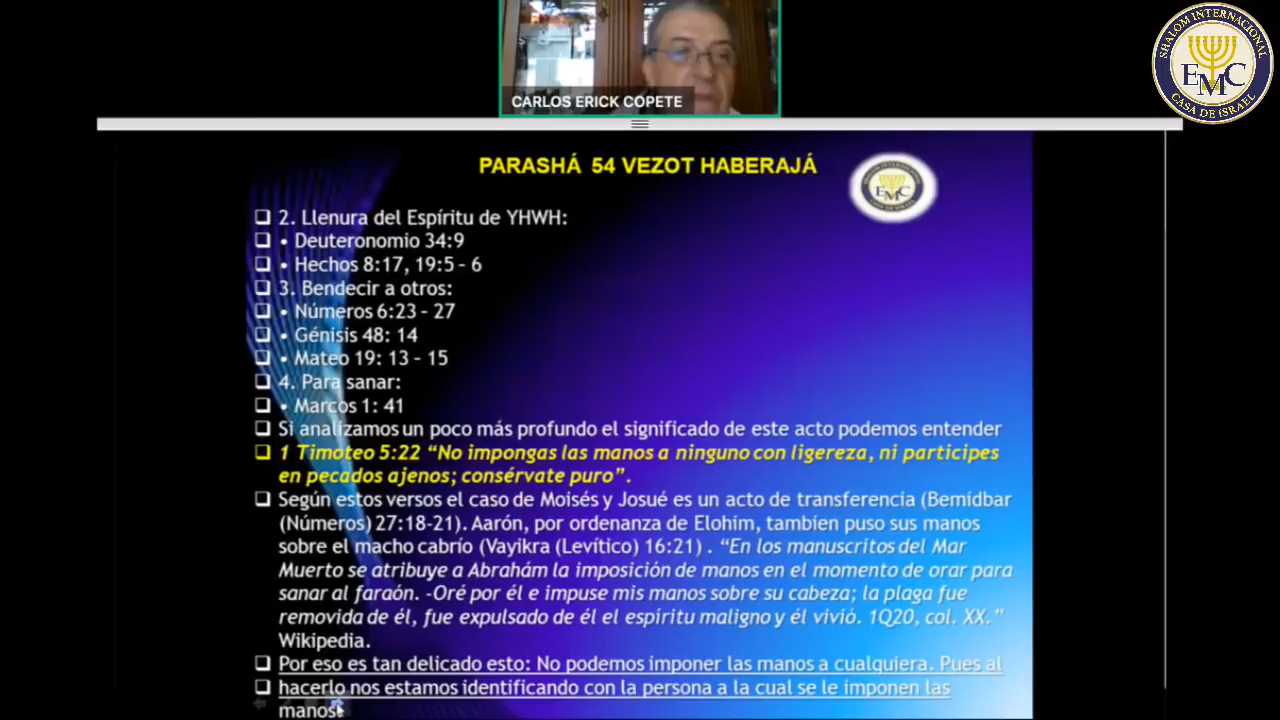 CARLOS ERICK COPETE
SHALOM INTERNACIONAL
EMC
CASA DE ISRAEL
PARASHÁ 54 VEZOT HABERAJÁ
EMC
❑ 2. Llenura del Espíritu de YHWH:
❑ • Deuteronomio 34:9
❑ • Hechos 8:17, 19:5 – 6
❑ 3. Bendecir a otros:
❑ • Números 6:23 – 27
❑ • Génisis 48: 14
❑ • Mateo 19: 13 – 15
❑ 4. Para sanar:
❑ • Marcos 1: 41
❑ Si analizamos un poco más profundo el significado de este acto podemos entender
❑ 1 Timoteo 5:22 “No impongas las manos a ninguno con ligereza, ni participes
en pecados ajenos; consérvate puro”.
❑ Según estos versos el caso de Moisés y Josué es un acto de transferencia (Bemidbar
(Números) 27:18-21). Aarón, por ordenanza de Elohim, tambien puso sus manos
sobre el macho cabrío (Vayikra (Levítico) 16:21) . “En los manuscritos del Mar
Muerto se atribuye a Abrahám la imposición de manos en el momento de orar para
sanar al faraón. -Oré por él e impuse mis manos sobre su cabeza; la plaga fue
removida de él, fue expulsado de él el espíritu maligno y él vivió. 1Q20, col. XX.”
Wikipedia.
❑ Por eso es tan delicado esto: No podemos imponer las manos a cualquiera. Pues al
❑ hacerlo nos estamos identificando con la persona a la cual se le imponen las
manos